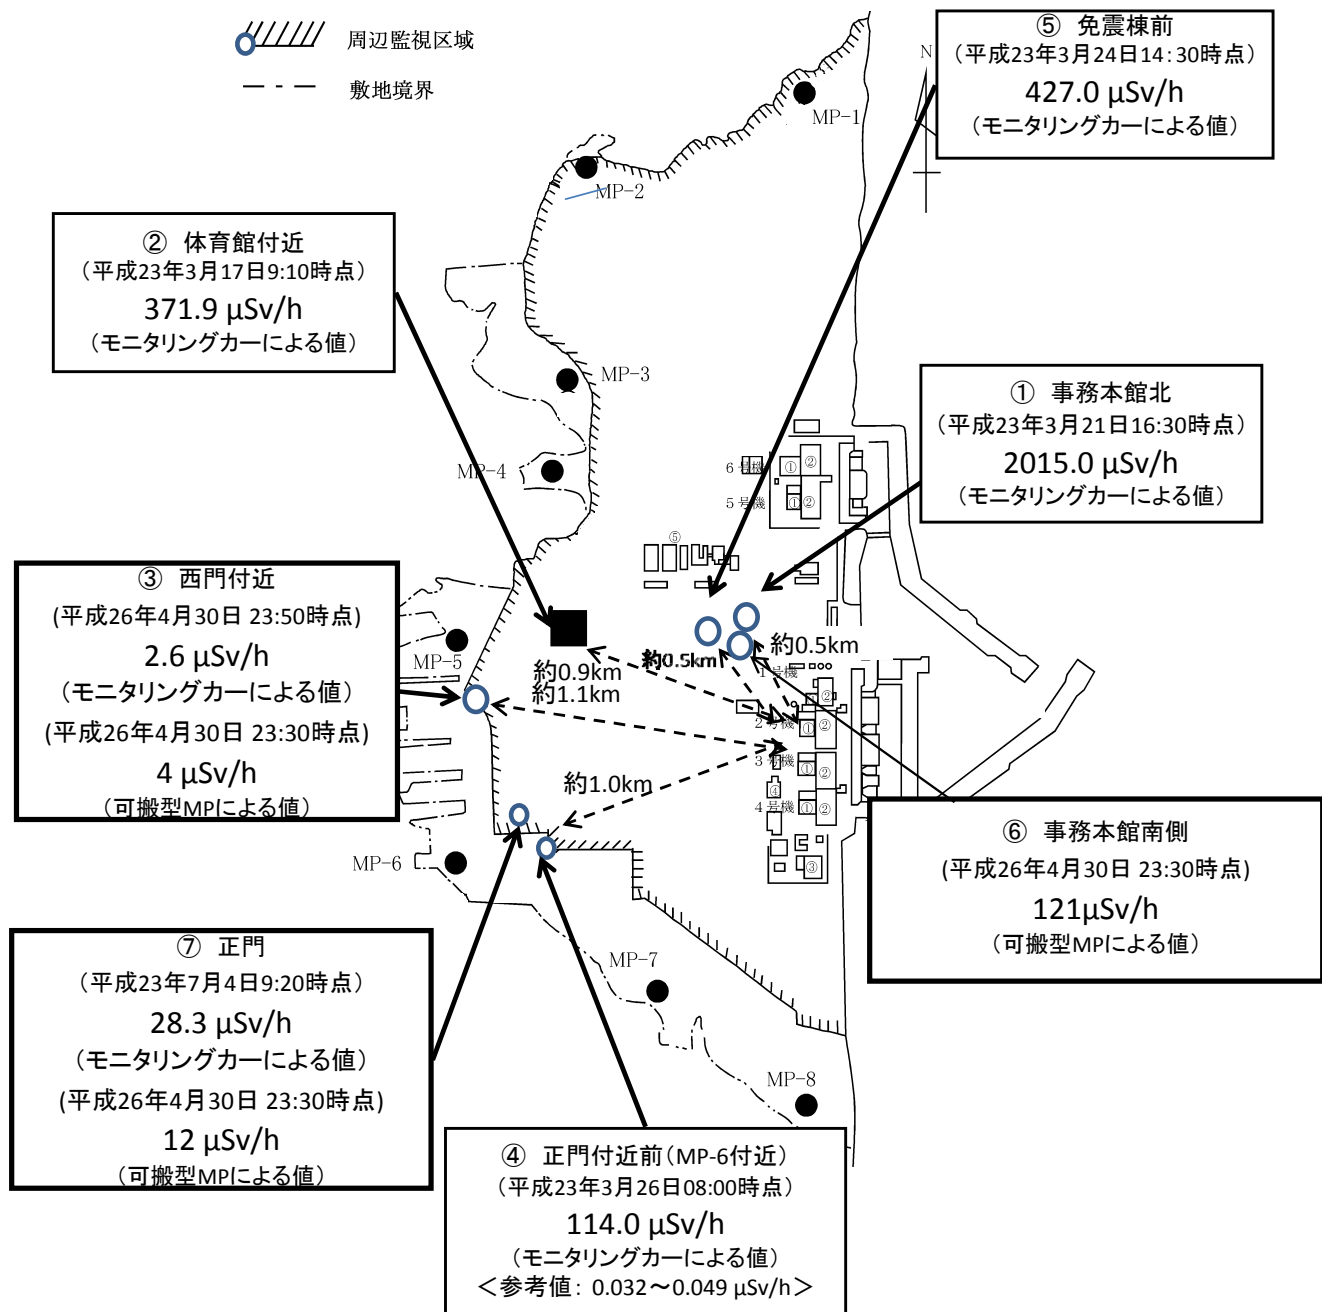 周辺監視区域
敷地境界
⑤ 免震棟前
(平成23年3月24日14:30時点)
427.0 μSv/h
(モニタリングカーによる値)
N
MP-1
MP-2
② 体育館付近
(平成23年3月17日9:10時点)
371.9 μSv/h
(モニタリングカーによる値)
MP-3
① 事務本館北
(平成23年3月21日16:30時点)
2015.0 μSv/h
(モニタリングカーによる値)
MP-4
6号機
① ②
5号機
① ②
⑤
③ 西門付近
(平成26年4月30日 23:50時点)
2.6 μSv/h
(モニタリングカーによる値)
(平成26年4月30日 23:30時点)
4 μSv/h
(可搬型MPによる値)
MP-5
約0.9km
約1.1km
約0.5km
約0.5km
1号機
②
2号機
① ②
3号機
① ②
④
4号機
① ②
③
約1.0km
MP-6
⑥ 事務本館南側
(平成26年4月30日 23:30時点)
121μSv/h
(可搬型MPによる値)
⑦ 正門
(平成23年7月4日9:20時点)
28.3 μSv/h
(モニタリングカーによる値)
(平成26年4月30日 23:30時点)
12 μSv/h
(可搬型MPによる値)
MP-7
MP-8
④ 正門付近前(MP-6付近)
(平成23年3月26日08:00時点)
114.0 μSv/h
(モニタリングカーによる値)
<参考値: 0.032～0.049 μSv/h>